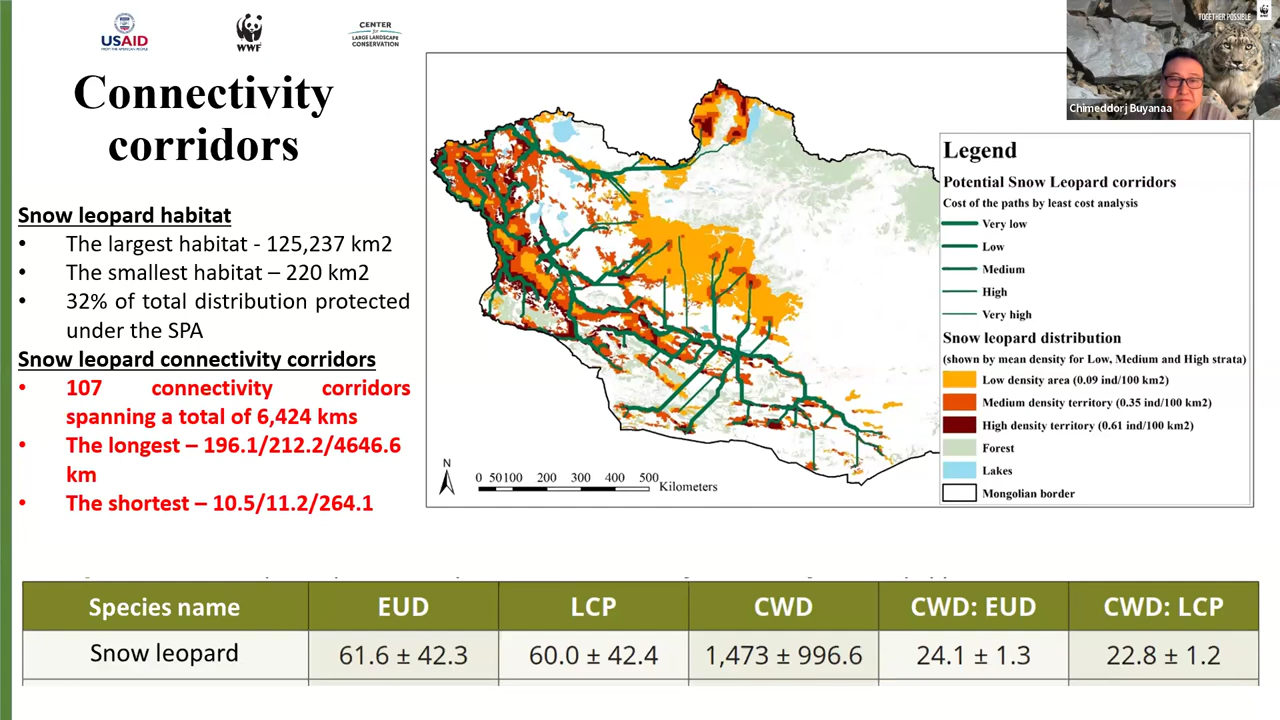 USAID
FROM THE AMERICAN PEOPLE
WWF
CENTER
for
LARGE LANDSCAPE
CONSERVATION
TOGETHER POSSIBLE
Chimeddorj Buyanaa
Connectivity
corridors
Snow leopard habitat
• The largest habitat - 125,237 km2
• The smallest habitat – 220 km2
• 32% of total distribution protected
under the SPA
Snow leopard connectivity corridors
• 107 connectivity corridors
spanning a total of 6,424 kms
• The longest – 196.1/212.2/4646.6
km
• The shortest – 10.5/11.2/264.1
N
0 50 100 200 300 400 500
Kilometers
Legend
Potential Snow Leopard corridors
Cost of the paths by least cost analysis
Very low
Low
Medium
High
Very high
Snow leopard distribution
(shown by mean density for Low, Medium and High strata)
Low density area (0.09 ind/100 km2)
Medium density territory (0.35 ind/100 km2)
High density territory (0.61 ind/100 km2)
Forest
Lakes
Mongolian border
Species name EUD LCP CWD CWD: EUD CWD: LCP
Snow leopard 61.6 ± 42.3 60.0 ± 42.4 1,473 ± 996.6 24.1 ± 1.3 22.8 ± 1.2